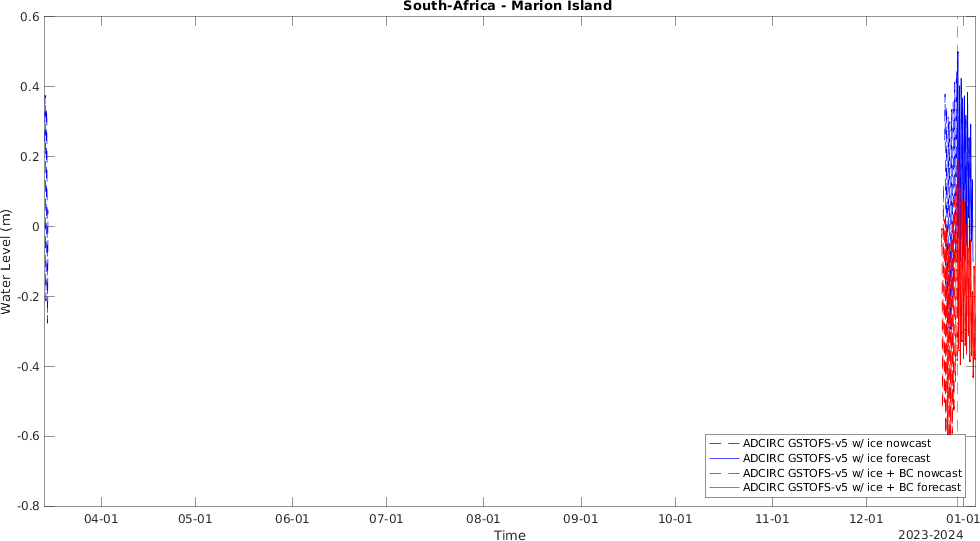 South-Africa - Marion Island
0.6
0.4
0.2
0
-0.2
-0.4
-0.6
-0.8
Water Level (m)
ADCIRC GSTOFS-v5 w/ ice nowcast
ADCIRC GSTOFS-v5 w/ ice forecast
ADCIRC GSTOFS-v5 w/ ice + BC nowcast
ADCIRC GSTOFS-v5 w/ ice + BC forecast
04-01 05-01 06-01 07-01 08-01 09-01 10-01 11-01 12-01 01-01
Time
2023-2024